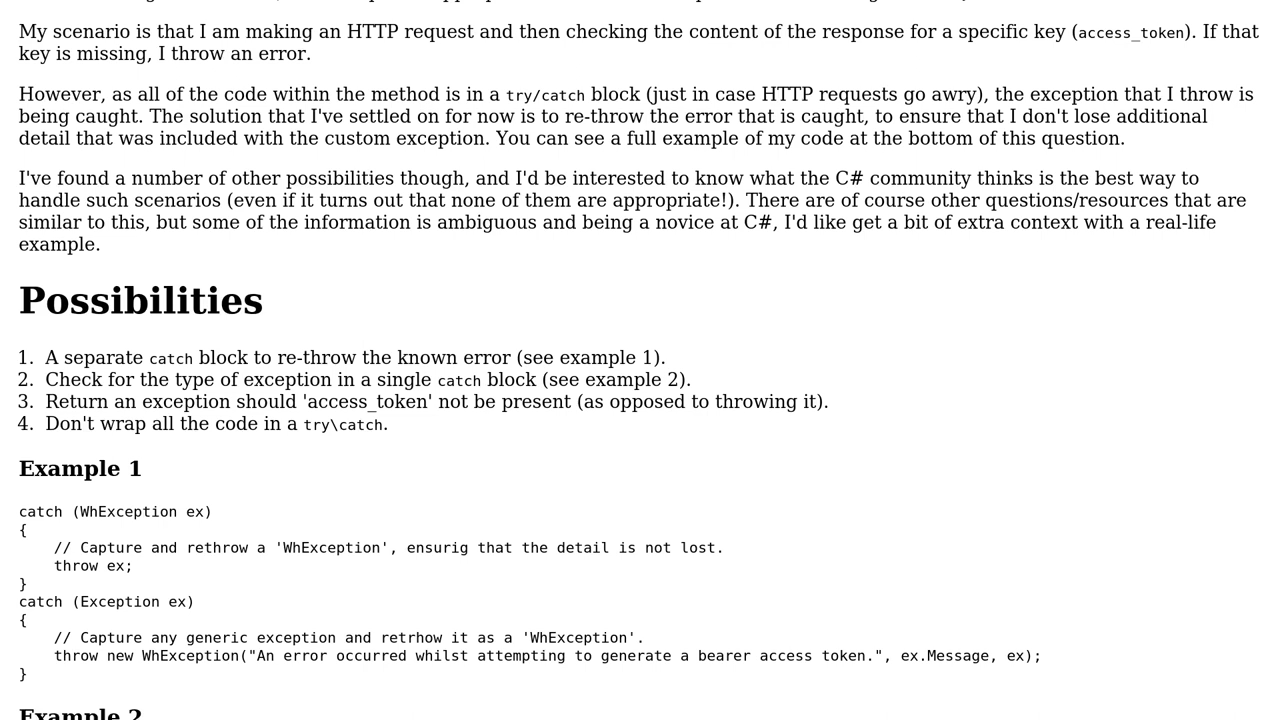 My scenario is that I am making an HTTP request and then checking the content of the response for a specific key (access_token). If that
key is missing, I throw an error.
However, as all of the code within the method is in a try/catch block (just in case HTTP requests go awry), the exception that I throw is
being caught. The solution that I've settled on for now is to re-throw the error that is caught, to ensure that I don't lose additional
detail that was included with the custom exception. You can see a full example of my code at the bottom of this question.
I've found a number of other possibilities though, and I'd be interested to know what the C# community thinks is the best way to
handle such scenarios (even if it turns out that none of them are appropriate!). There are of course other questions/resources that are
similar to this, but some of the information is ambiguous and being a novice at C#, I'd like get a bit of extra context with a real-life
example.
Possibilities
1. A separate catch block to re-throw the known error (see example 1).
2. Check for the type of exception in a single catch block (see example 2).
3. Return an exception should 'access_token' not be present (as opposed to throwing it).
4. Don't wrap all the code in a try\catch.
Example 1
catch (WhException ex)
{
    // Capture and rethrow a 'WhException', ensurig that the detail is not lost.
    throw ex;
}
catch (Exception ex)
{
    // Capture any generic exception and retrhow it as a 'WhException'.
    throw new WhException("An error occurred whilst attempting to generate a bearer access token.", ex.Message, ex);
}
Example 2